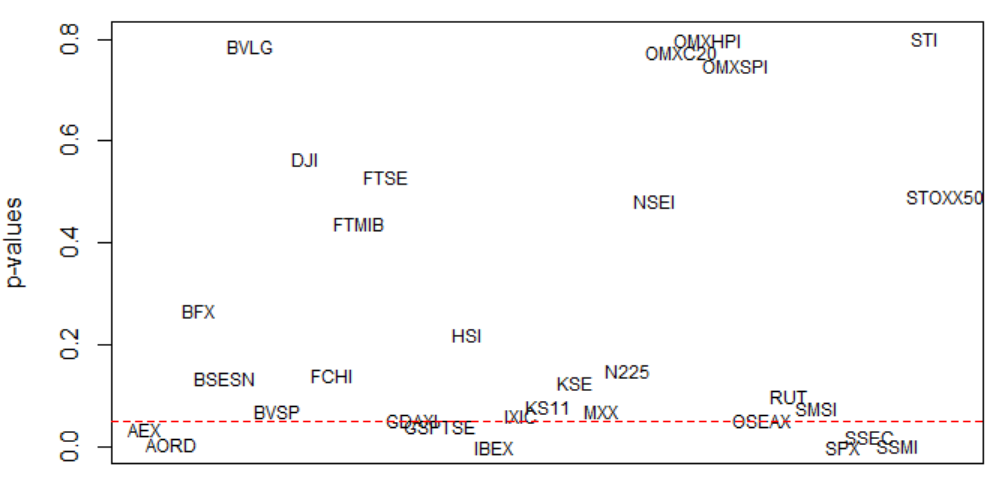 p-values
0.8
0.6
0.4
0.2
0.0
OMXHPI
STI
BVLG
OMXC20
OMXSPI
DJI
FTSE
NSEI
STOXX50
FTMIB
BFX
HSI
BSESN
FCHI
KSE
N225
BVSP
KS11
MXX
RUT
SMSI
IXIC
GDAXI
GSPTSE
OSEAX
AEX
AORD
IBEX
SPX
SSEC
SSMI